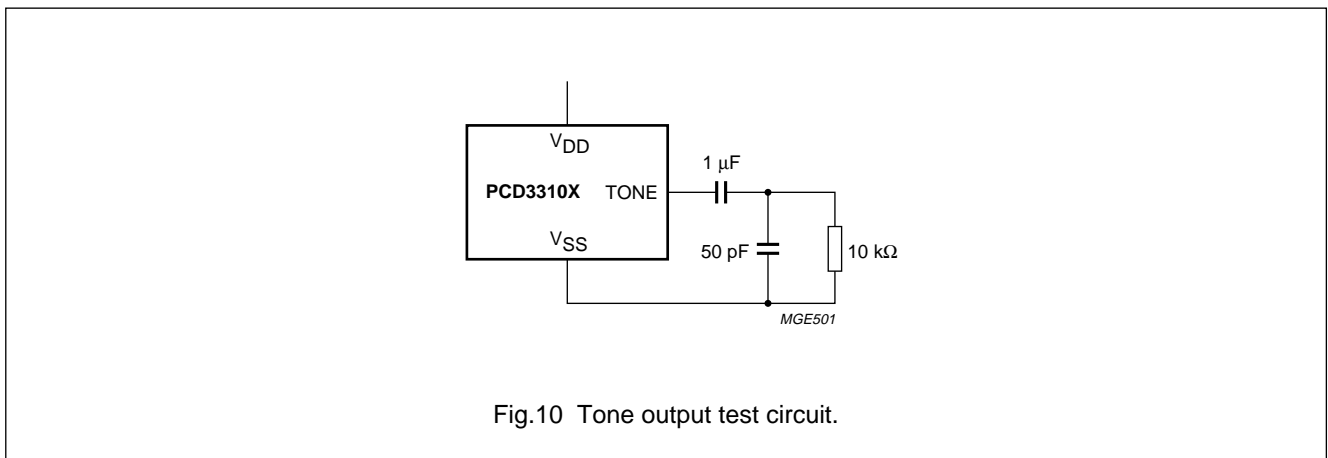 VDD
1 μF
PCD3310X TONE
VSS
50 pF
10 kΩ
MGE501
Fig.10 Tone output test circuit.